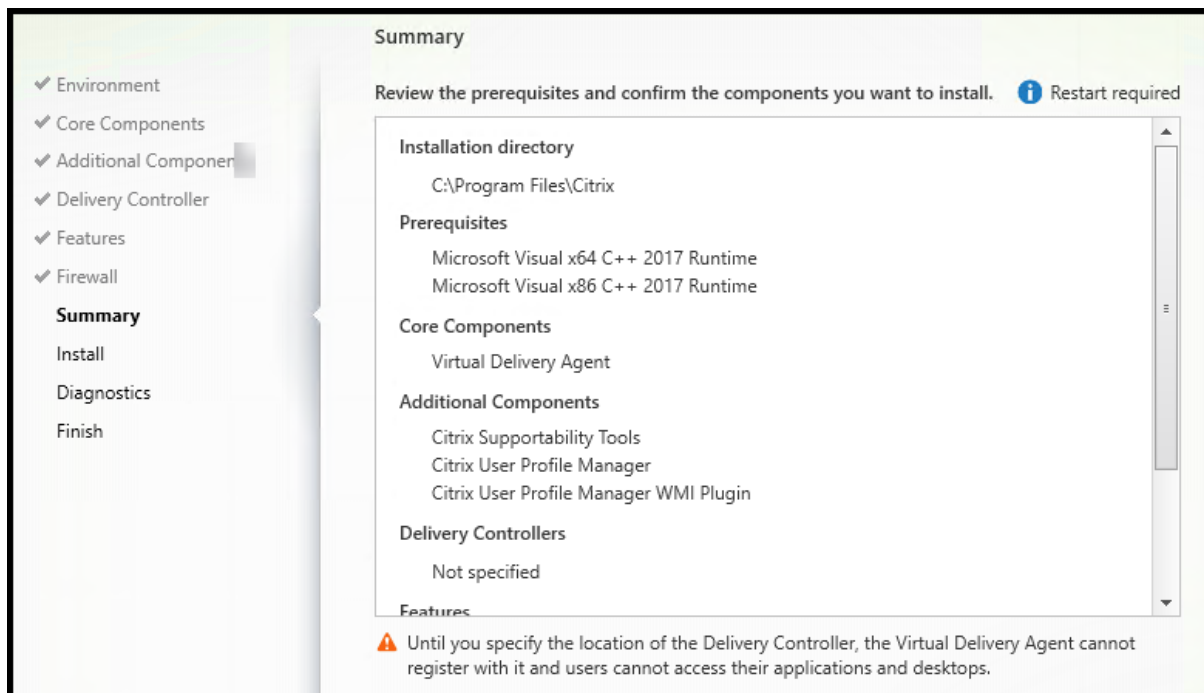 Summary
Environment
Core Components
Additional Componen
Delivery Controller
Features
Firewall
Summary
Install
Diagnostics
Finish
Review the prerequisites and confirm the components you want to install.
Restart required
Installation directory
C:\Program Files\Citrix
Prerequisites
Microsoft Visual x64 C++ 2017 Runtime
Microsoft Visual x86 C++ 2017 Runtime
Core Components
Virtual Delivery Agent
Additional Components
Citrix Supportability Tools
Citrix User Profile Manager
Citrix User Profile Manager WMI Plugin
Delivery Controllers
Not specified
Features
Until you specify the location of the Delivery Controller, the Virtual Delivery Agent cannot
register with it and users cannot access their applications and desktops.